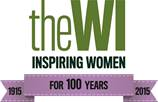 theWI
INSPIRING WOMEN
1915 FOR 100 YEARS 2015